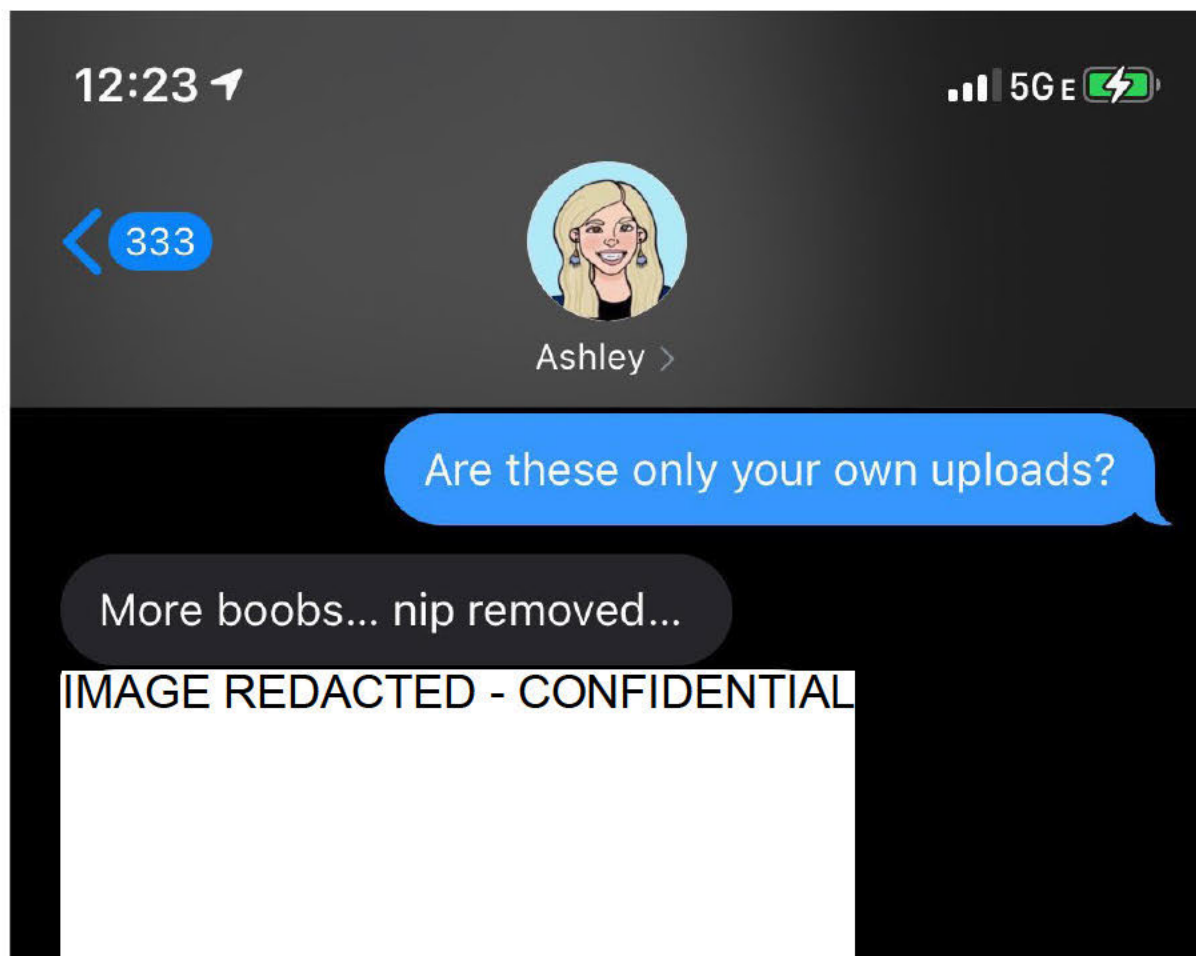 12:23
5G E
333
Ashley
Are these only your own uploads?
More boobs... nip removed...
IMAGE REDACTED - CONFIDENTIAL